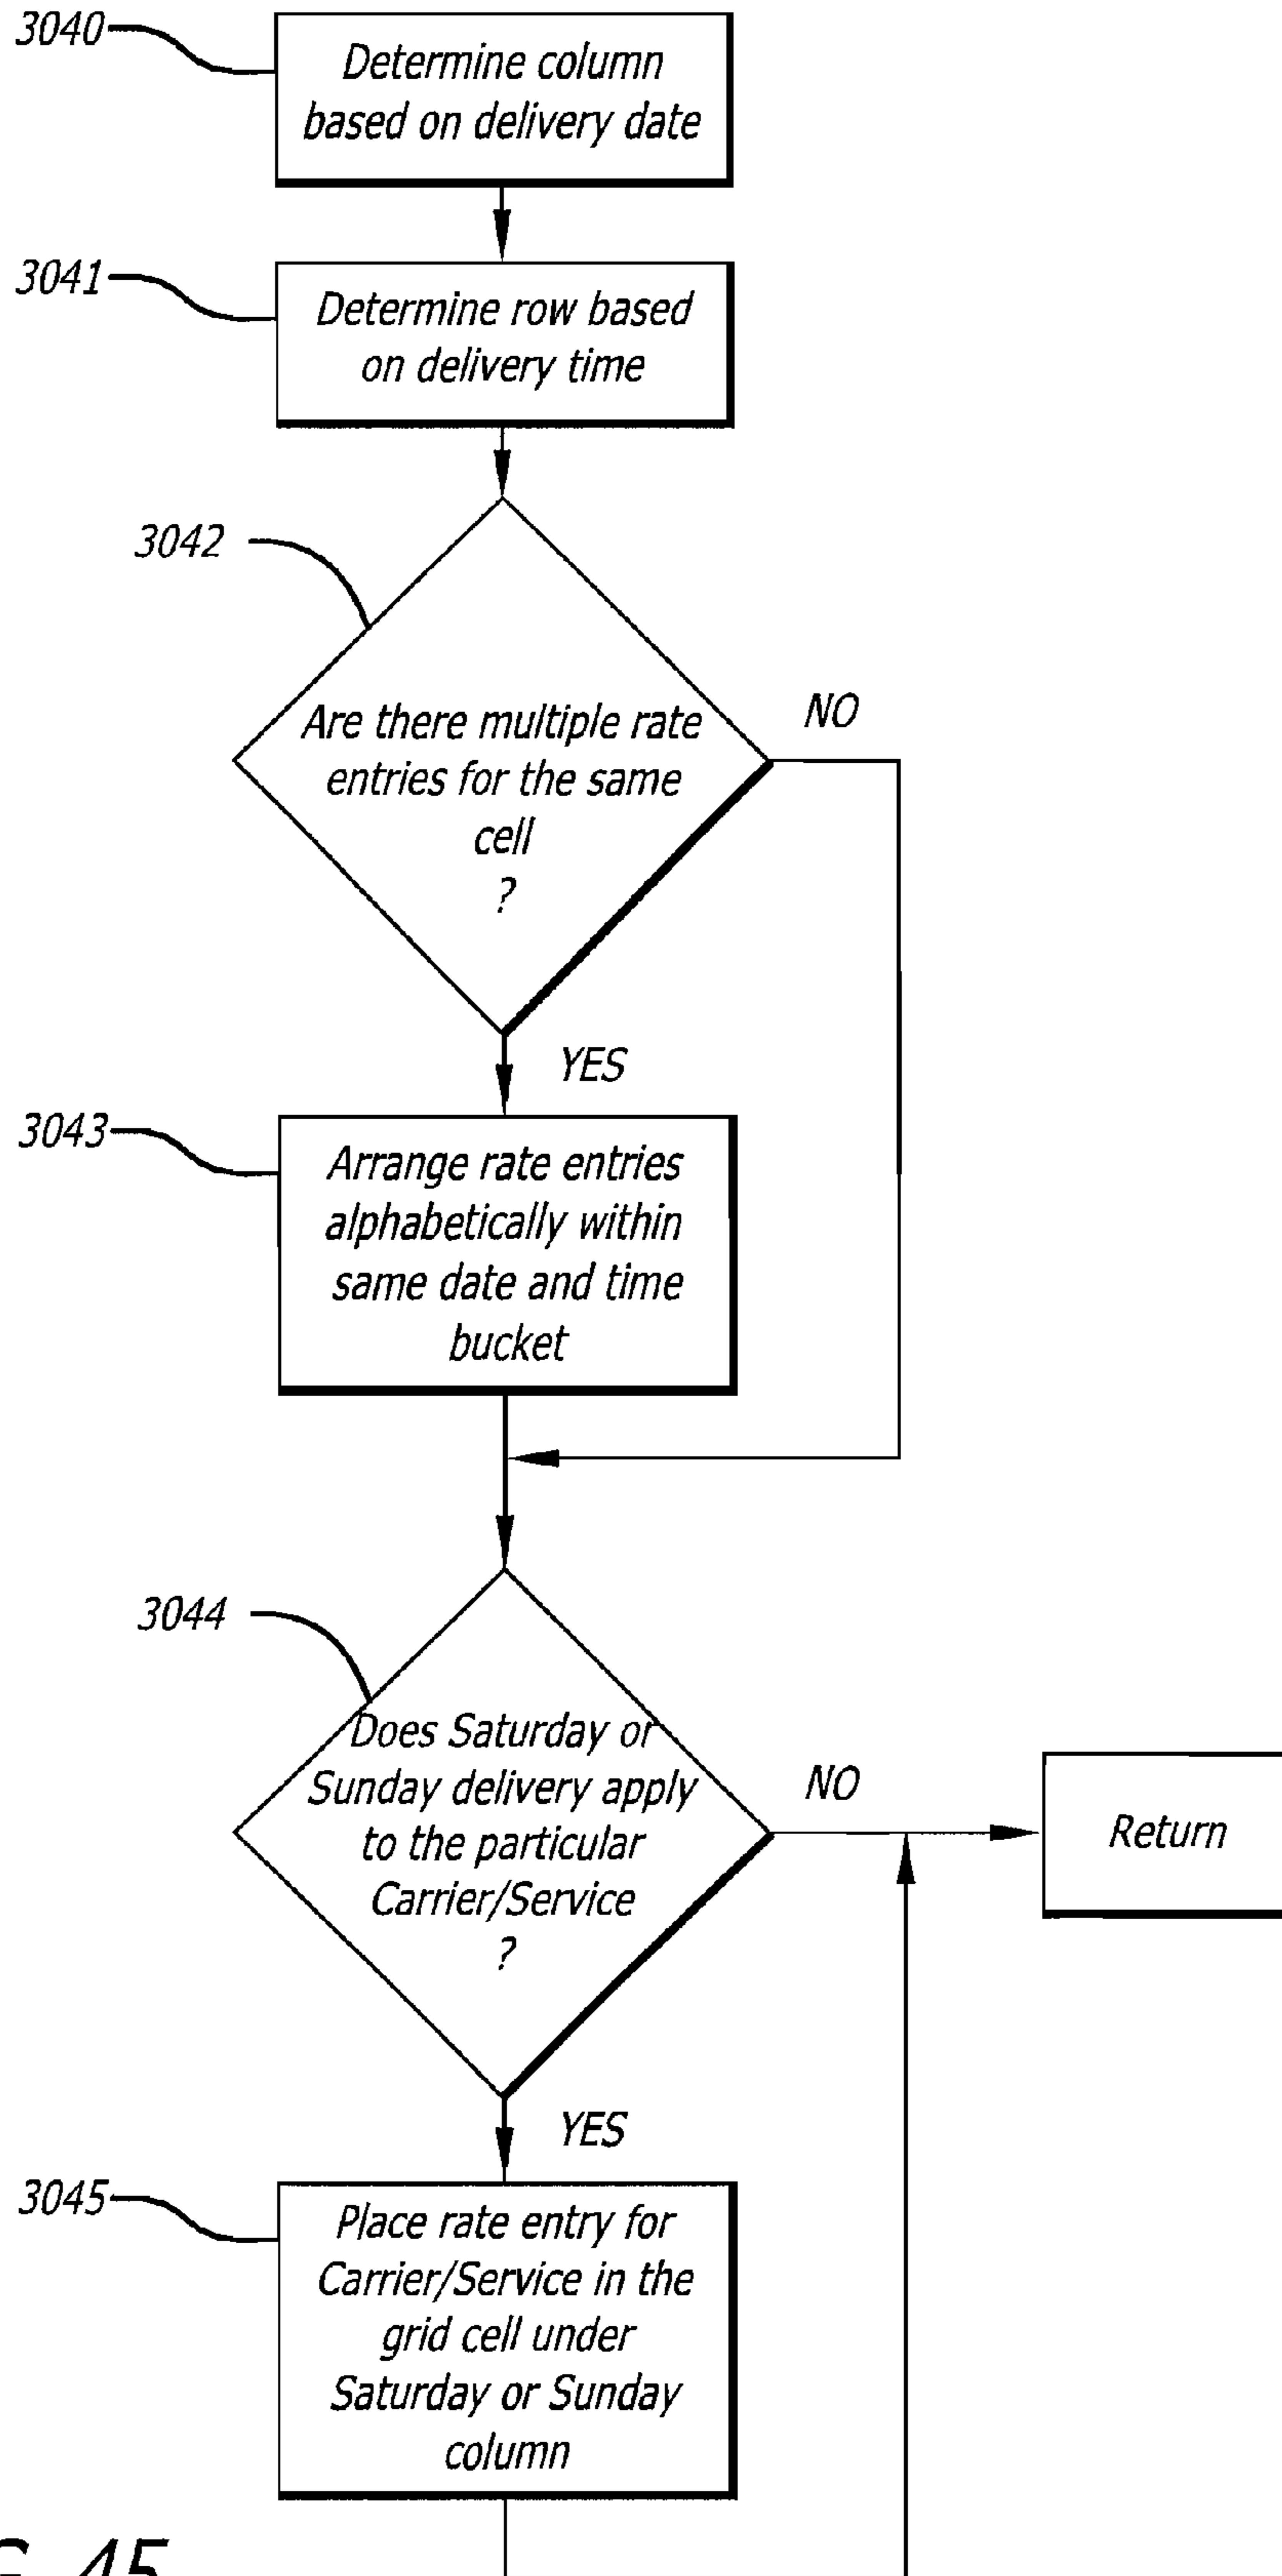 3040
Determine column
based on delivery date
3041
Determine row based
on delivery time
3042
Are there multiple rate
entries for the same
cell
?
NO
YES
3043
Arrange rate entries
alphabetically within
same date and time
bucket
3044
Does Saturday or
Sunday delivery apply
to the particular
Carrier/Service
?
NO
Return
YES
3045
Place rate entry for
Carrier/Service in the
grid cell under
Saturday or Sunday
column
45